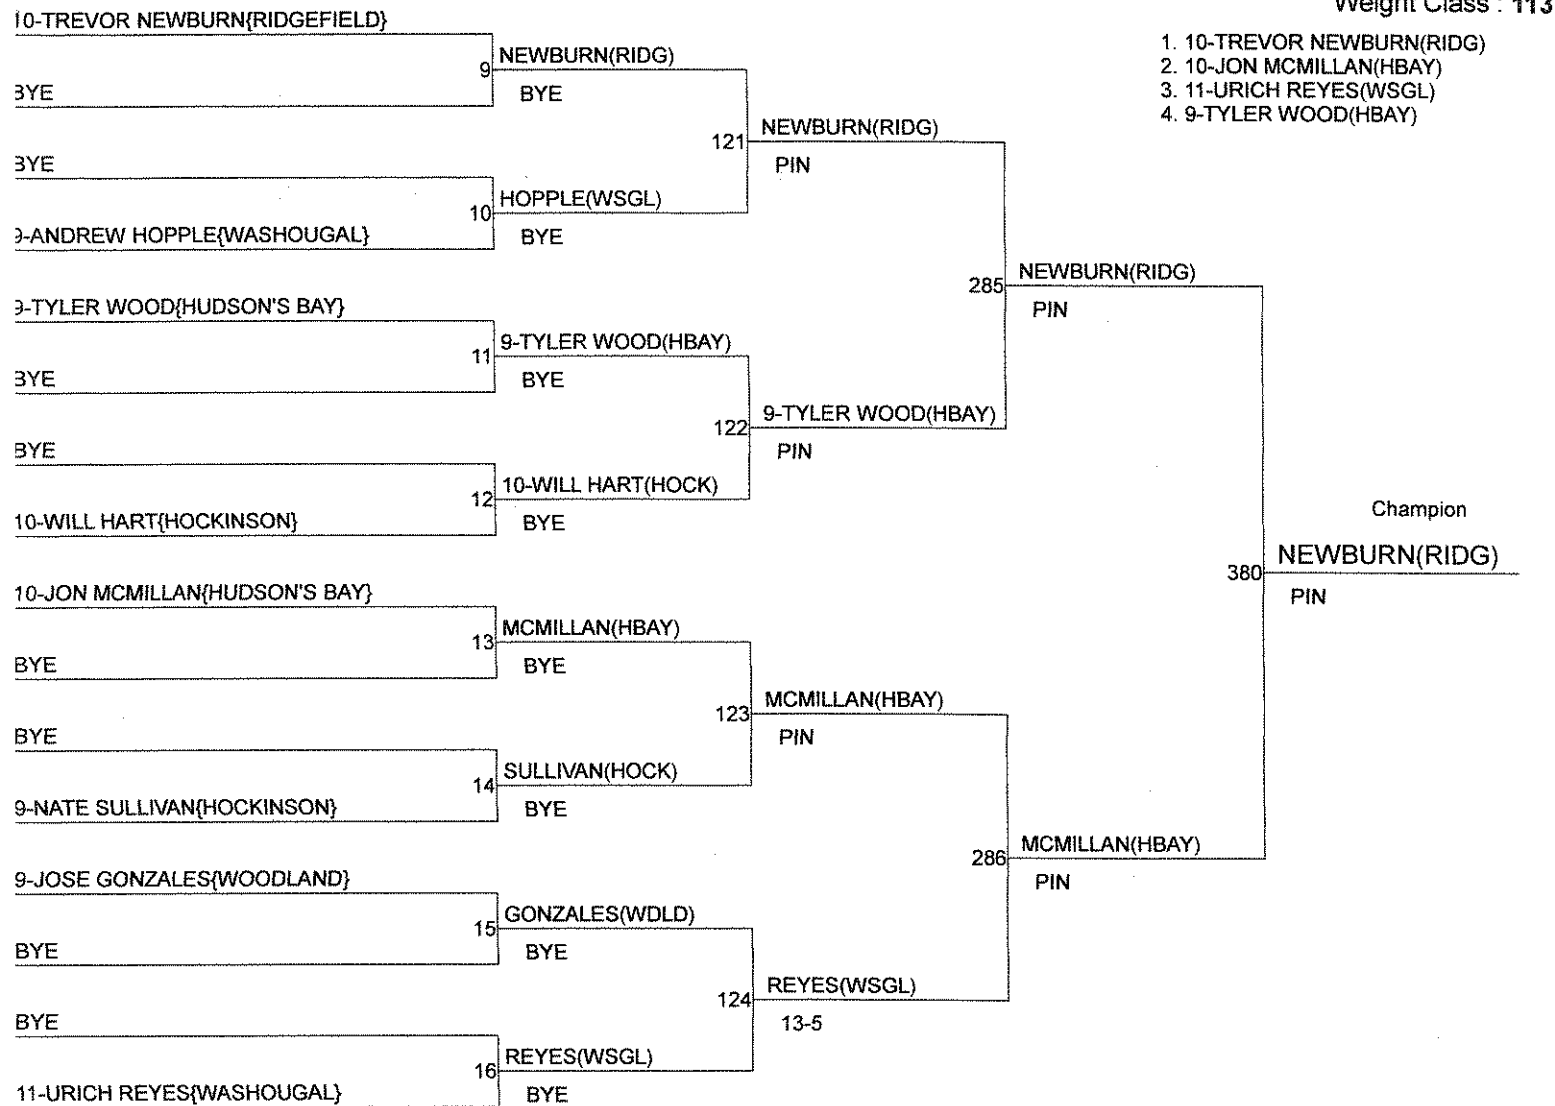 Weight Class : 113
1. 10-TREVOR NEWBURN(RIDG)
2. 10-JON MCMILLAN(HBAY)
3. 11-URICH REYES(WSGL)
4. 9-TYLER WOOD(HBAY)
10-TREVOR NEWBURN{RIDGEFIELD}
9 NEWBURN(RIDG)
BYE
BYE
121 NEWBURN(RIDG)
PIN
BYE
10 HOPPLE(WSGL)
BYE
9-ANDREW HOPPLE{WASHOUGAL}
285 NEWBURN(RIDG)
PIN
9-TYLER WOOD{HUDSON'S BAY}
11 9-TYLER WOOD(HBAY)
BYE
BYE
122 9-TYLER WOOD(HBAY)
PIN
BYE
12 10-WILL HART(HOCK)
BYE
10-WILL HART{HOCKINSON}
Champion
380 NEWBURN(RIDG)
PIN
10-JON MCMILLAN{HUDSON'S BAY}
13 MCMILLAN(HBAY)
BYE
BYE
123 MCMILLAN(HBAY)
PIN
BYE
14 SULLIVAN(HOCK)
BYE
9-NATE SULLIVAN{HOCKINSON}
286 MCMILLAN(HBAY)
PIN
9-JOSE GONZALES{WOODLAND}
15 GONZALES(WDLD)
BYE
BYE
124 REYES(WSGL)
13-5
BYE
16 REYES(WSGL)
BYE
11-URICH REYES{WASHOUGAL}